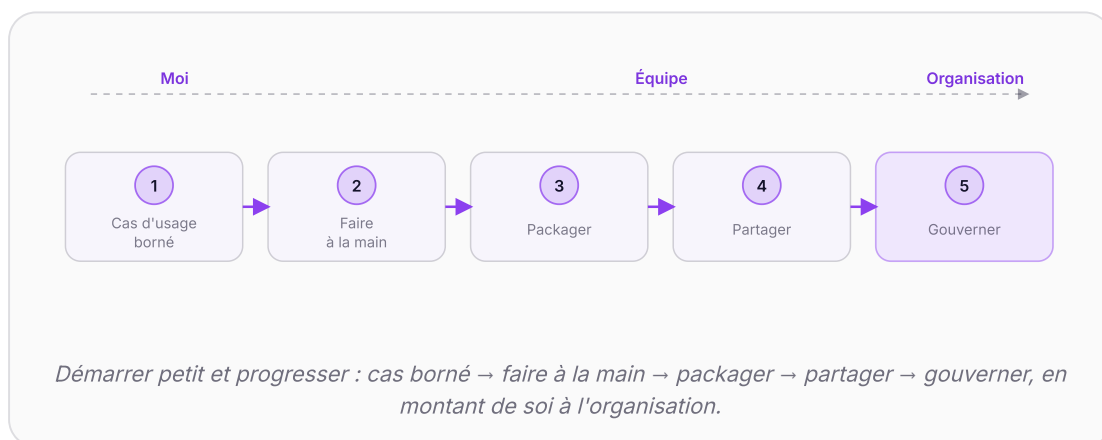 Moi
Équipe
Organisation
1
2
3
4
5
Cas d'usage
borné
Faire
à la main
Packager
Partager
Gouverner
Démarrer petit et progresser : cas borné → faire à la main → packager → partager → gouverner, en
montant de soi à l'organisation.